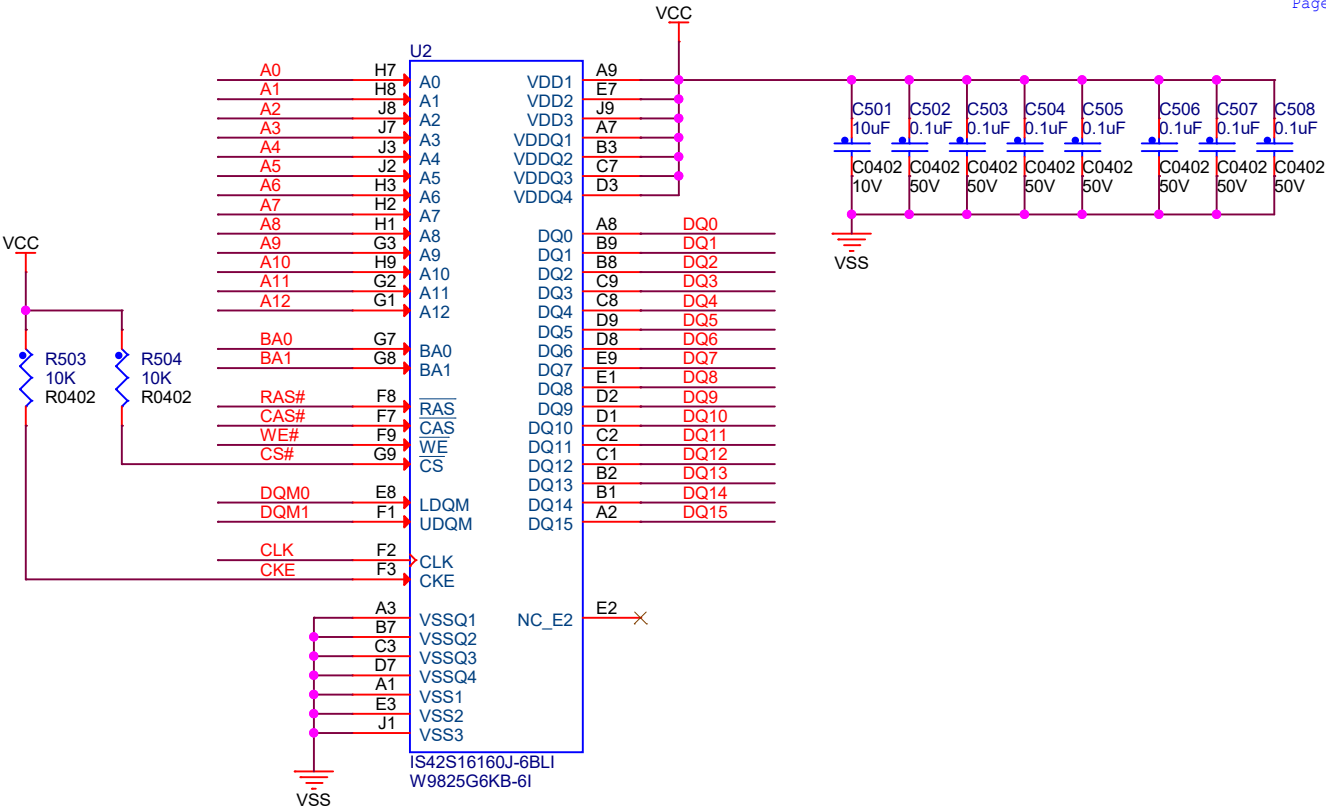 Page
VCC
U2
A0 H7 A0 VDD1 A9
A1 H8 A1 VDD2 E7
A2 J8 A2 VDD3 J9
A3 J7 A3 VDDQ1 A7
A4 J3 A4 VDDQ2 B3
A5 J2 A5 VDDQ3 C7
A6 H3 A6 VDDQ4 D3
A7 H2 A7
A8 H1 A8 DQ0 A8 DQ0
A9 G3 A9 DQ1 B9 DQ1
A10 H9 A10 DQ2 B8 DQ2
A11 G2 A11 DQ3 C9 DQ3
A12 G1 A12 DQ4 C8 DQ4
DQ5 D9 DQ5
BA0 G7 BA0 DQ6 D8 DQ6
BA1 G8 BA1 DQ7 E9 DQ7
DQ8 E1 DQ8
RAS# F8 RAS DQ9 D2 DQ9
CAS# F7 CAS DQ10 D1 DQ10
WE# F9 WE DQ11 C2 DQ11
CS# G9 CS DQ12 C1 DQ12
DQ13 B2 DQ13
DQM0 E8 LDQM DQ14 B1 DQ14
DQM1 F1 UDQM DQ15 A2 DQ15
CLK F2 CLK
CKE F3 CKE
A3 VSSQ1 NC_E2 E2
B7 VSSQ2
C3 VSSQ3
D7 VSSQ4
A1 VSS1
E3 VSS2
J1 VSS3
IS42S16160J-6BLI
W9825G6KB-6I
VSS
VCC
R503 R504
10K 10K
R0402 R0402
C501 C502 C503 C504 C505 C506 C507 C508
10uF 0.1uF 0.1uF 0.1uF 0.1uF 0.1uF 0.1uF 0.1uF
C0402 C0402 C0402 C0402 C0402 C0402 C0402 C0402
10V 50V 50V 50V 50V 50V 50V 50V
VSS